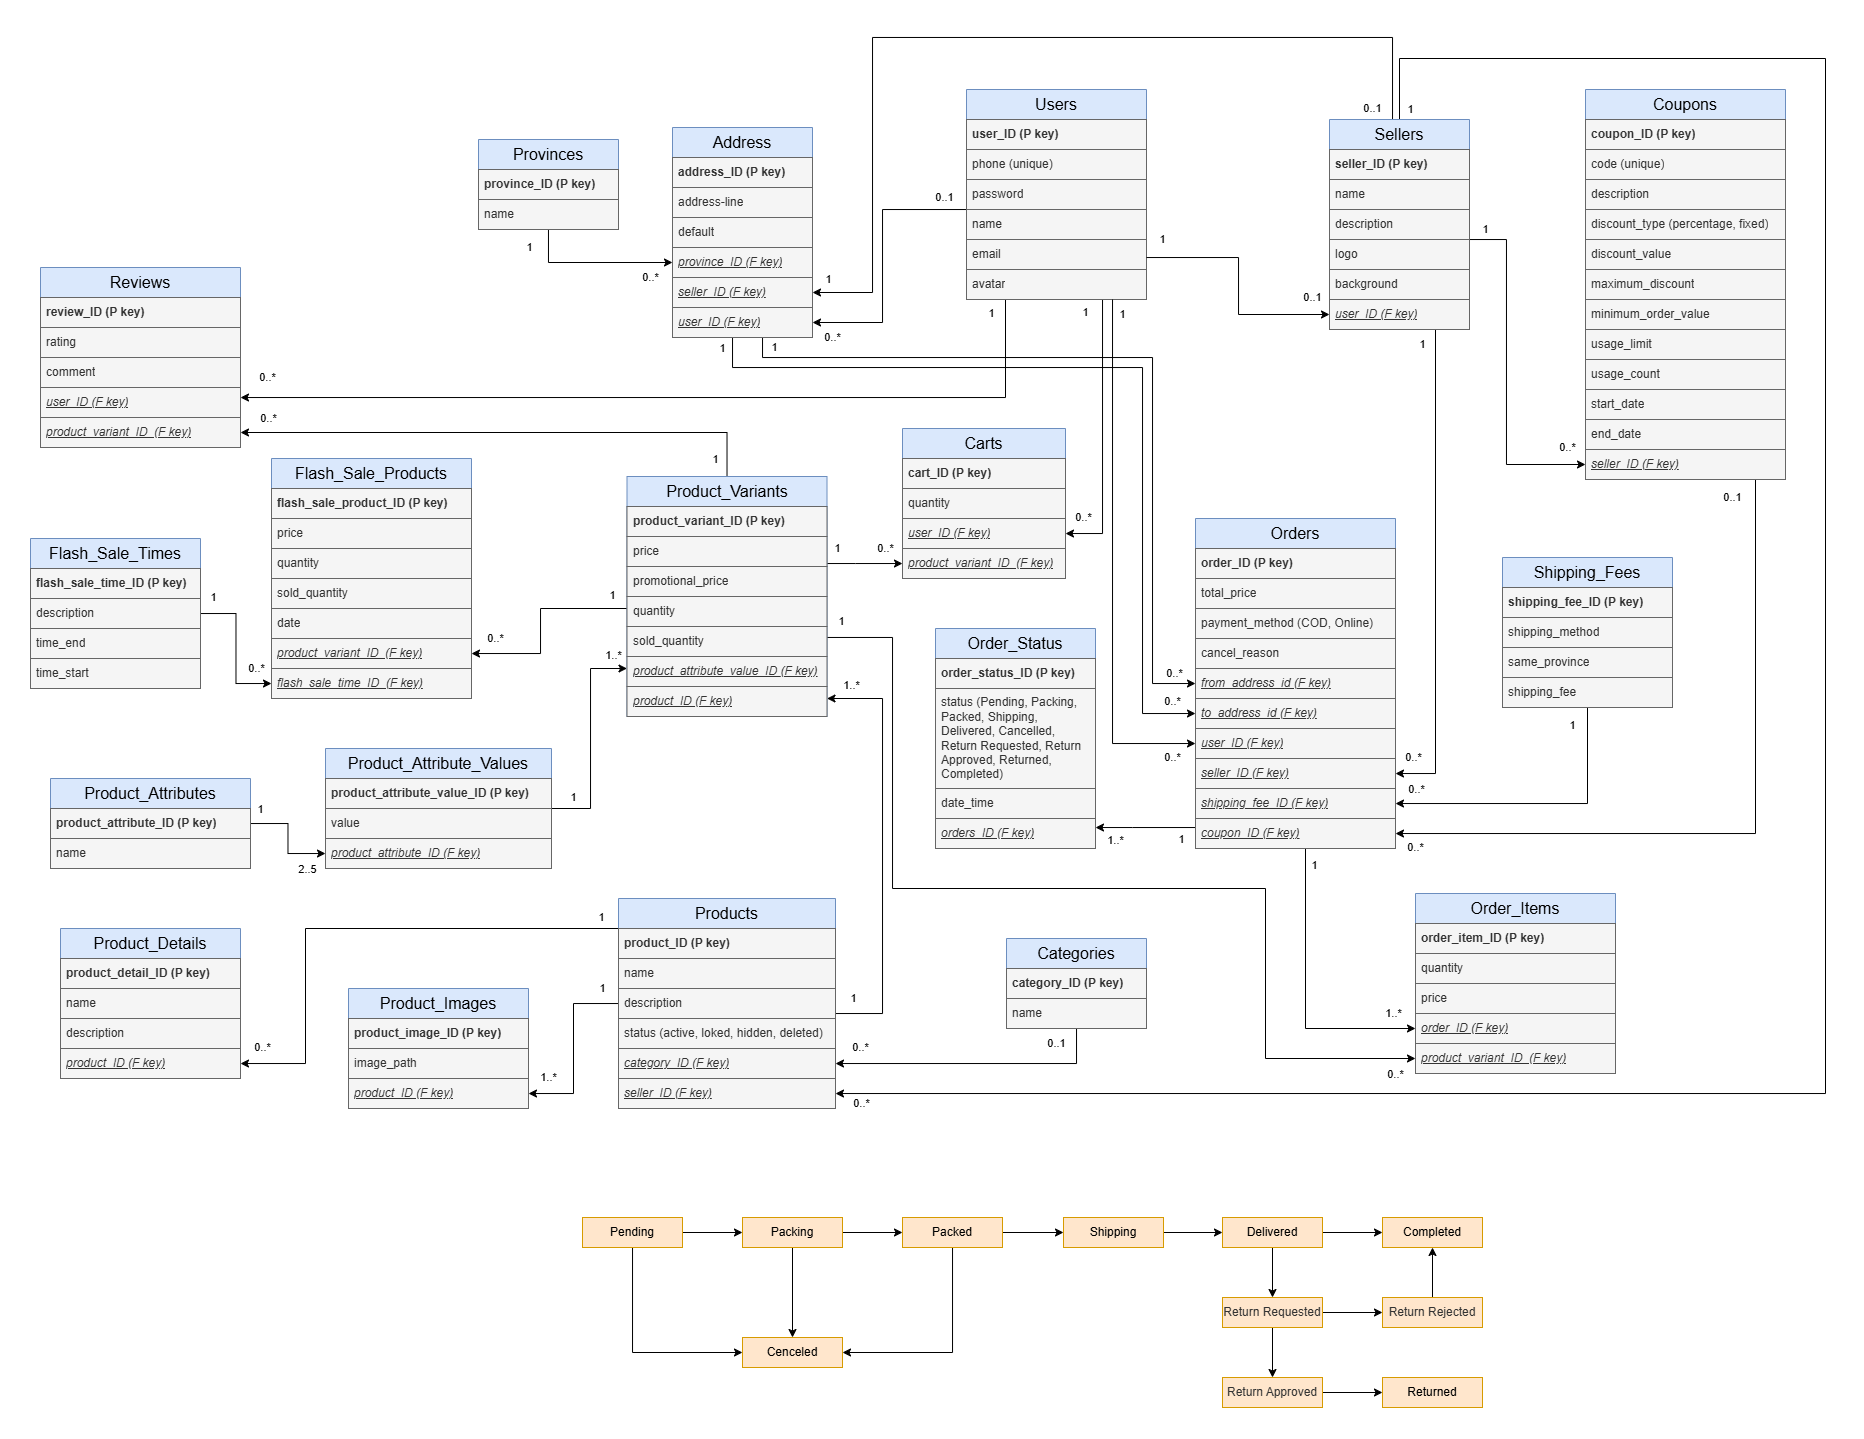 Users
user_ID (P key)
phone (unique)
password
name
email
avatar
Sellers
seller_ID (P key)
name
description
logo
background
user_ID (F key)
Coupons
coupon_ID (P key)
code (unique)
description
discount_type (percentage, fixed)
discount_value
maximum_discount
minimum_order_value
usage_limit
usage_count
start_date
end_date
seller_ID (F key)
Provinces
province_ID (P key)
name
Address
address_ID (P key)
address-line
default
province_ID (F key)
seller_ID (F key)
user_ID (F key)
0..1
1
0..1
1
0..*
1
1
0..1
1
0..*
1
1
1
1
1
1
0..*
0..1
Reviews
review_ID (P key)
rating
comment
user_ID (F key)
product_variant_ID (F key)
0..*
0..*
1
Flash_Sale_Products
flash_sale_product_ID (P key)
price
quantity
sold_quantity
date
product_variant_ID (F key)
flash_sale_time_ID (F key)
Flash_Sale_Times
flash_sale_time_ID (P key)
description
time_end
time_start
1
0..*
1
0..*
1..*
Product_Variants
product_variant_ID (P key)
price
promotional_price
quantity
sold_quantity
product_attribute_value_ID (F key)
product_ID (F key)
1
0..*
1
1..*
Carts
cart_ID (P key)
quantity
user_ID (F key)
product_variant_ID (F key)
0..*
Orders
order_ID (P key)
total_price
payment_method (COD, Online)
cancel_reason
from_address_id (F key)
to_address_id (F key)
user_ID (F key)
seller_ID (F key)
shipping_fee_ID (F key)
coupon_ID (F key)
0..*
0..*
0..*
0..*
0..*
0..*
Shipping_Fees
shipping_fee_ID (P key)
shipping_method
same_province
shipping_fee
1
Order_Status
order_status_ID (P key)
status (Pending, Packing,
Packed, Shipping,
Delivered, Cancelled,
Return Requested, Return
Approved, Returned,
Completed)
date_time
orders_ID (F key)
1..*
1
1
Product_Attributes
product_attribute_ID (P key)
name
1
2..5
Product_Attribute_Values
product_attribute_value_ID (P key)
value
product_attribute_ID (F key)
1
Product_Details
product_detail_ID (P key)
name
description
product_ID (F key)
0..*
1
Product_Images
product_image_ID (P key)
image_path
product_ID (F key)
1..*
1
Products
product_ID (P key)
name
description
status (active, loked, hidden, deleted)
category_ID (F key)
seller_ID (F key)
1
0..*
0..*
Categories
category_ID (P key)
name
0..1
Order_Items
order_item_ID (P key)
quantity
price
order_ID (F key)
product_variant_ID (F key)
1..*
0..*
Pending
Packing
Packed
Shipping
Delivered
Completed
Return Requested
Return Rejected
Cenceled
Return Approved
Returned